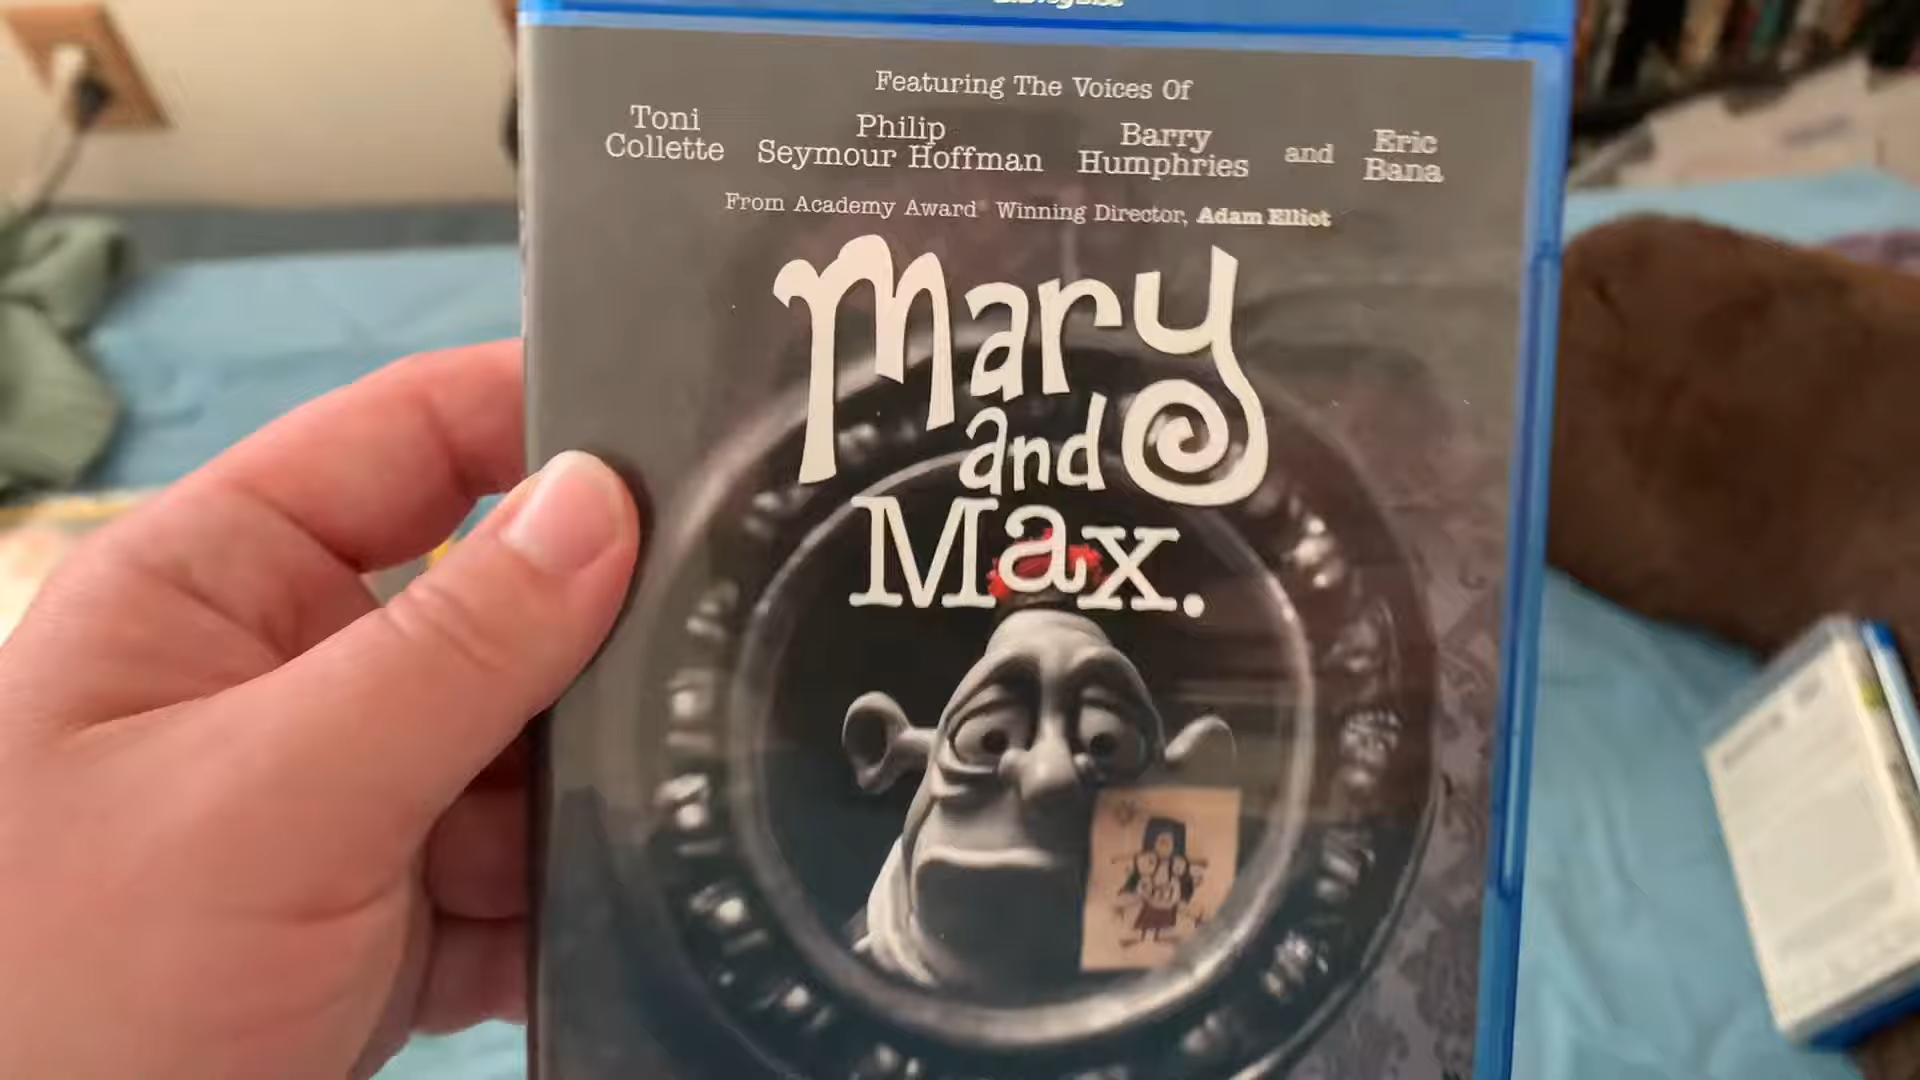 Featuring The Voices Of
Toni Collette
Philip Seymour Hoffman
Barry Humphries
and
Eric Bana
From Academy Award® Winning Director, Adam Elliot
Mary
and
Max.